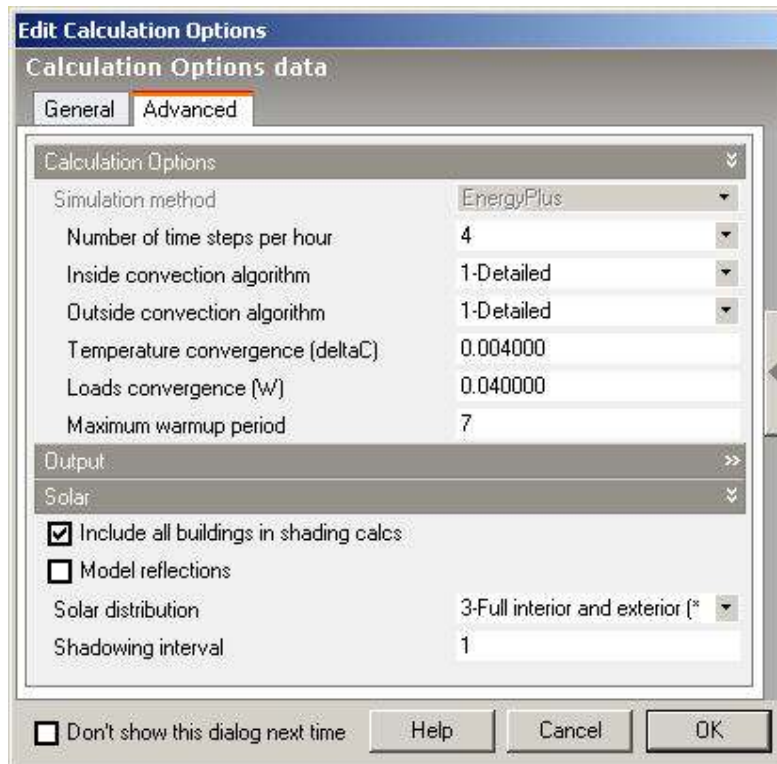 Edit Calculation Options
Calculation Options data
General Advanced
Calculation Options
Simulation method EnergyPlus
Number of time steps per hour 4
Inside convection algorithm 1-Detailed
Outside convection algorithm 1-Detailed
Temperature convergence (deltaC) 0.004000
Loads convergence (W) 0.040000
Maximum warmup period 7
Output
Solar
Include all buildings in shading calcs
Model reflections
Solar distribution 3-Full interior and exterior (*
Shadowing interval 1
Don't show this dialog next time Help Cancel OK